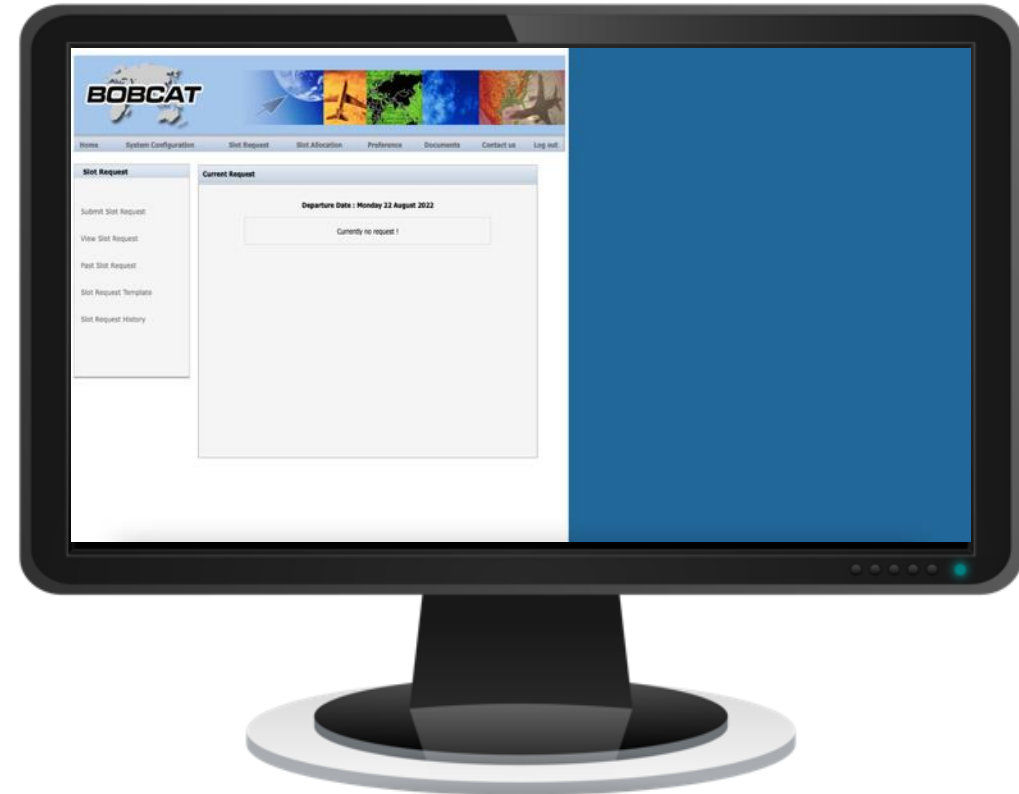 BOBCAT
Home System Configuration Slot Request Slot Allocation Preference Documents Contact us Log out
Slot Request
Submit Slot Request
View Slot Request
Past Slot Request
Slot Request Template
Slot Request History
Current Request
Departure Date : Monday 22 August 2022
Currently no request !